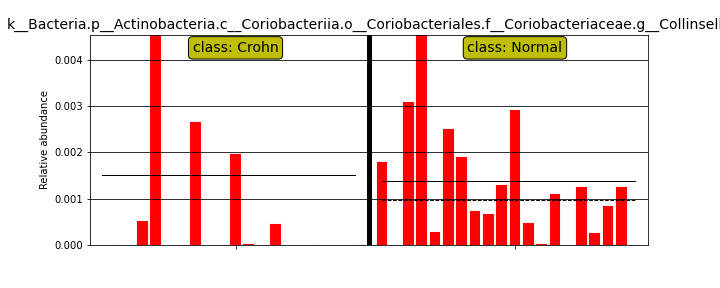 k__Bacteria.p__Actinobacteria.c__Coriobacteriia.o__Coriobacteriales.f__Coriobacteriaceae.g__Collinsell
class: Crohn
class: Normal
0.004
0.003
0.002
0.001
0.000
Relative abundance